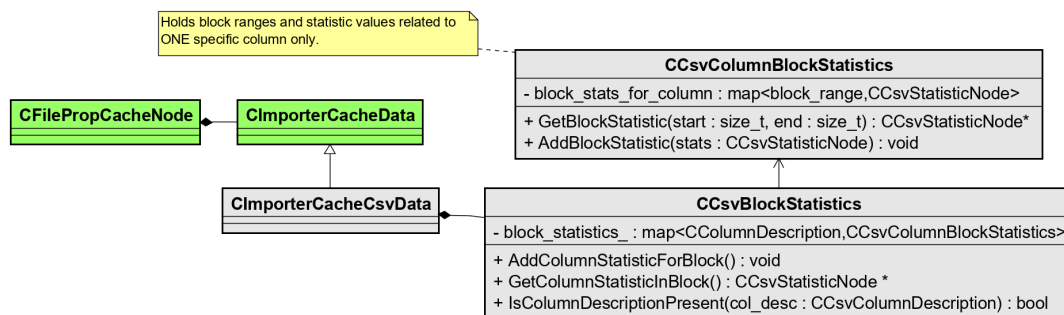 Holds block ranges and statistic values related to
ONE specific column only.
CCsvColumnBlockStatistics
- block_stats_for_column : map<block_range,CCsvStatisticNode>
+ GetBlockStatistic(start : size_t, end : size_t) : CCsvStatisticNode*
+ AddBlockStatistic(stats : CCsvStatisticNode) : void
CFilePropCacheNode
CImporterCacheData
CImporterCacheCsvData
CCsvBlockStatistics
- block_statistics_ : map<CColumnDescription,CCsvColumnBlockStatistics>
+ AddColumnStatisticForBlock() : void
+ GetColumnStatisticInBlock() : CCsvStatisticNode *
+ IsColumnDescriptionPresent(col_desc : CCsvColumnDescription) : bool